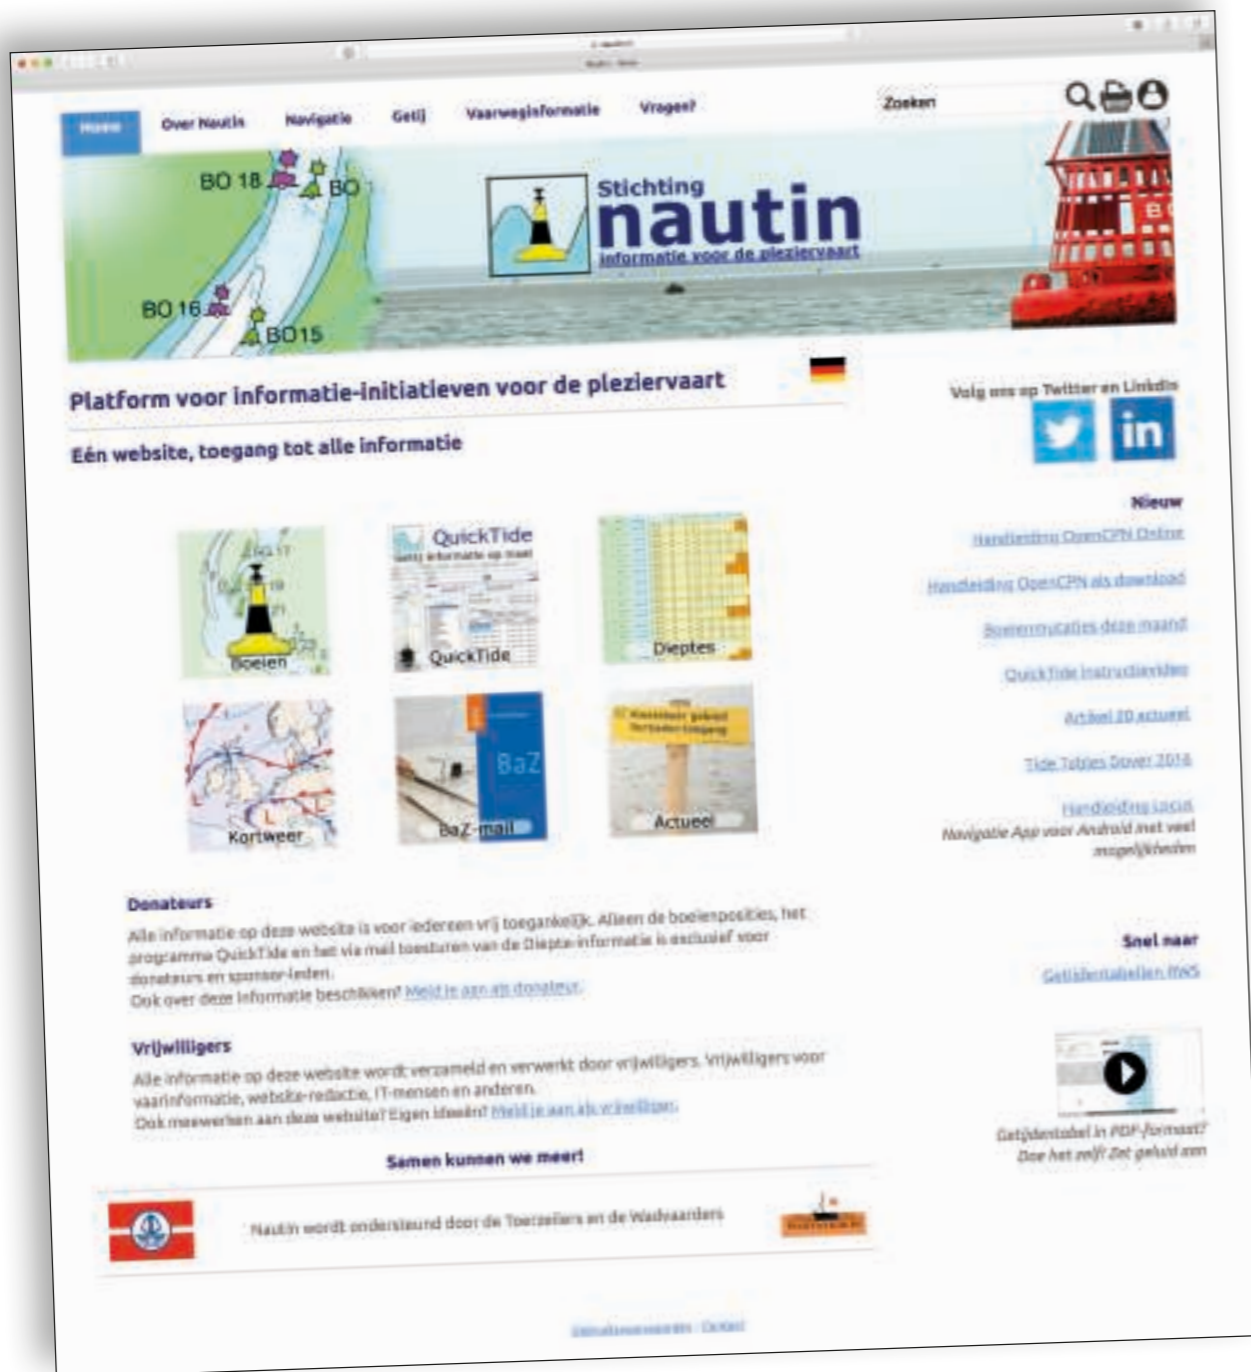 Home
Over Nautin
Navigatie
Getij
Vaarweginformatie
Vragen?
Zoeken
BO 18
BO 1
BO 16
BO15
Stichting
nautin
informatie voor de pleziervaart
Platform voor informatie-initiatieven voor de pleziervaart
Eén website, toegang tot alle informatie
Boeien
QuickTide
QuickTide
Dieptes
Kortweer
BaZ
BaZ-mail
Actueel
Donateurs
Alle informatie op deze website is voor iedereen vrij toegankelijk. Alleen de boeienposities, het
programma QuickTide en het via mail toesturen van de Diepte-informatie is exclusief voor
donateurs en sponsor-leden.
Ook over deze informatie beschikken? Meld je aan als donateur.
Vrijwilligers
Alle informatie op deze website wordt verzameld en verwerkt door vrijwilligers. Vrijwilligers voor
vaarinformatie, website-redactie, IT-mensen en anderen.
Ook meewerken aan deze website? Eigen ideeën? Meld je aan als vrijwilliger.
Samen kunnen we meer!
Nautin wordt ondersteund door de Toerzeilers en de Wadvaarders
Volg ons op Twitter en LinkdIn
in
Nieuw
Handleiding OpenCPN Online
Handleiding OpenCPN als download
Boeienmutaties deze maand
QuickTide instructievideo
Artikel 20 actueel
Tide Tables Dover 2016
Handleiding Locus
Navigatie App voor Android met veel
mogelijkheden
Snel naar
Getijdentabellen RWS
Getijdentabel in PDF-formaat?
Doe het zelf! Zet geluid aan
Contact